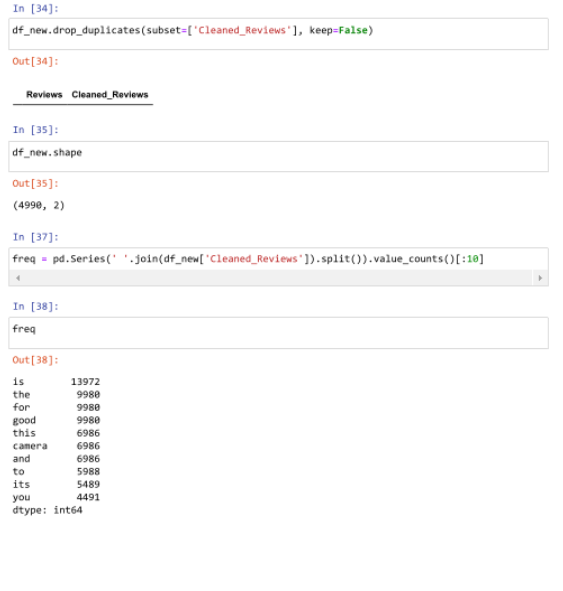 In [34]:
df_new.drop_duplicates(subset=['Cleaned_Reviews'], keep=False)
Out[34]:
Reviews Cleaned_Reviews
In [35]:
df_new.shape
Out[35]:
(4990, 2)
In [37]:
freq = pd.Series(' '.join(df_new['Cleaned_Reviews']).split()).value_counts()[:10]
In [38]:
freq
Out[38]:
is 13972
the 9980
for 9980
good 9980
this 6986
camera 6986
and 6986
to 5988
its 5489
you 4491
dtype: int64